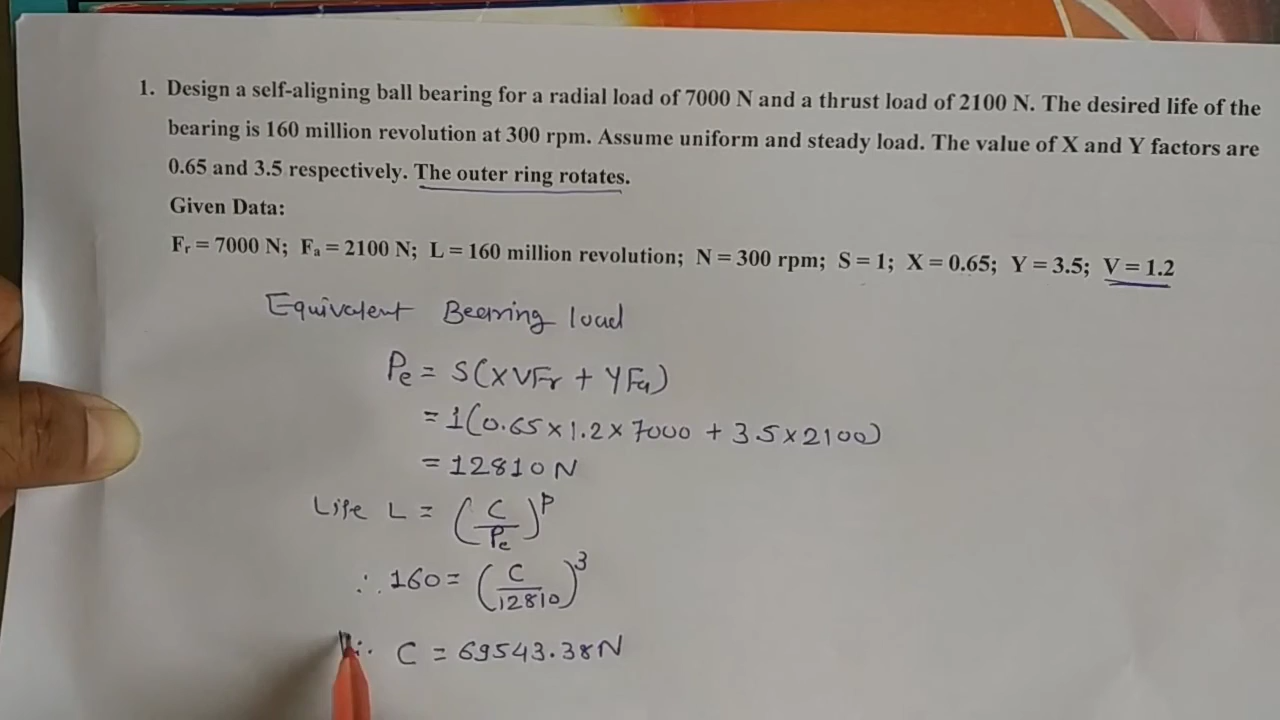 1. Design a self-aligning ball bearing for a radial load of 7000 N and a thrust load of 2100 N. The desired life of the
bearing is 160 million revolution at 300 rpm. Assume uniform and steady load. The value of X and Y factors are
0.65 and 3.5 respectively. The outer ring rotates.
Given Data:
Fr = 7000 N; Fa = 2100 N; L = 160 million revolution; N = 300 rpm; S = 1; X = 0.65; Y = 3.5; V = 1.2
Equivalent Bearing load
Pe = S(XVFr + YFa)
= 1(0.65×1.2×7000 + 3.5×2100)
= 12810 N
Life L = (C/Pe)^P
∴ 160 = (C/12810)^3
∴ C = 69543.38N